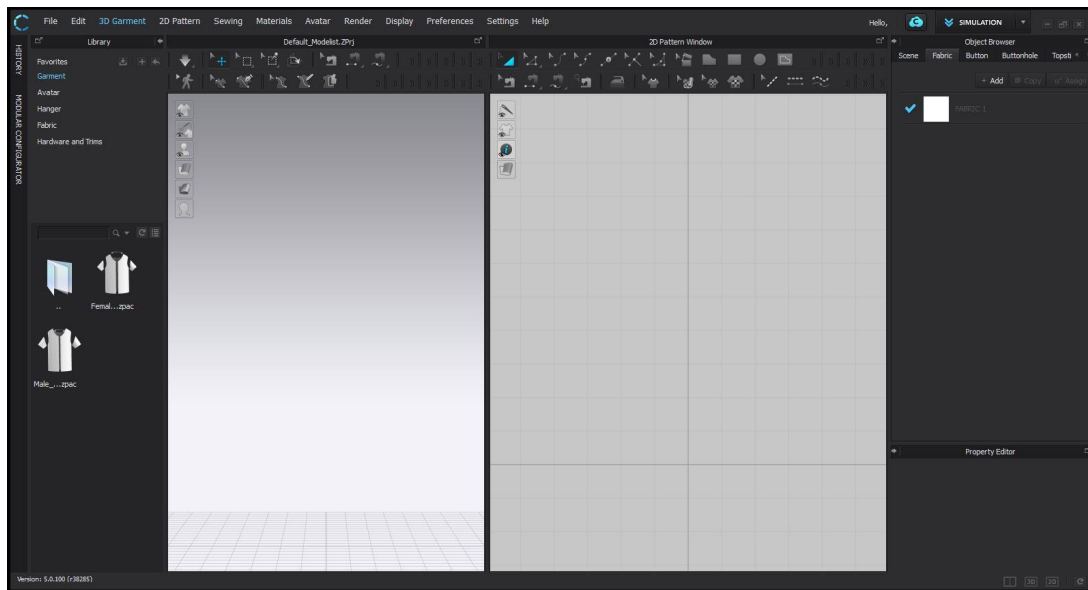 File Edit 3D Garment 2D Pattern Sewing Materials Avatar Render Display Preferences Settings Help Hello, SIMULATION
Library Default_Modelist.ZPrj 2D Pattern Window Object Browser
HISTORY
MODULAR CONFIGURATOR
Favorites
Garment
Avatar
Hanger
Fabric
Hardware and Trims
Scene Fabric Button Buttonhole Topsti
+ Add Copy Assign
FABRIC 1
..
Femal...zpac
Male_...zpac
Property Editor
Version: 5.0.100 (r38285)
3D 2D